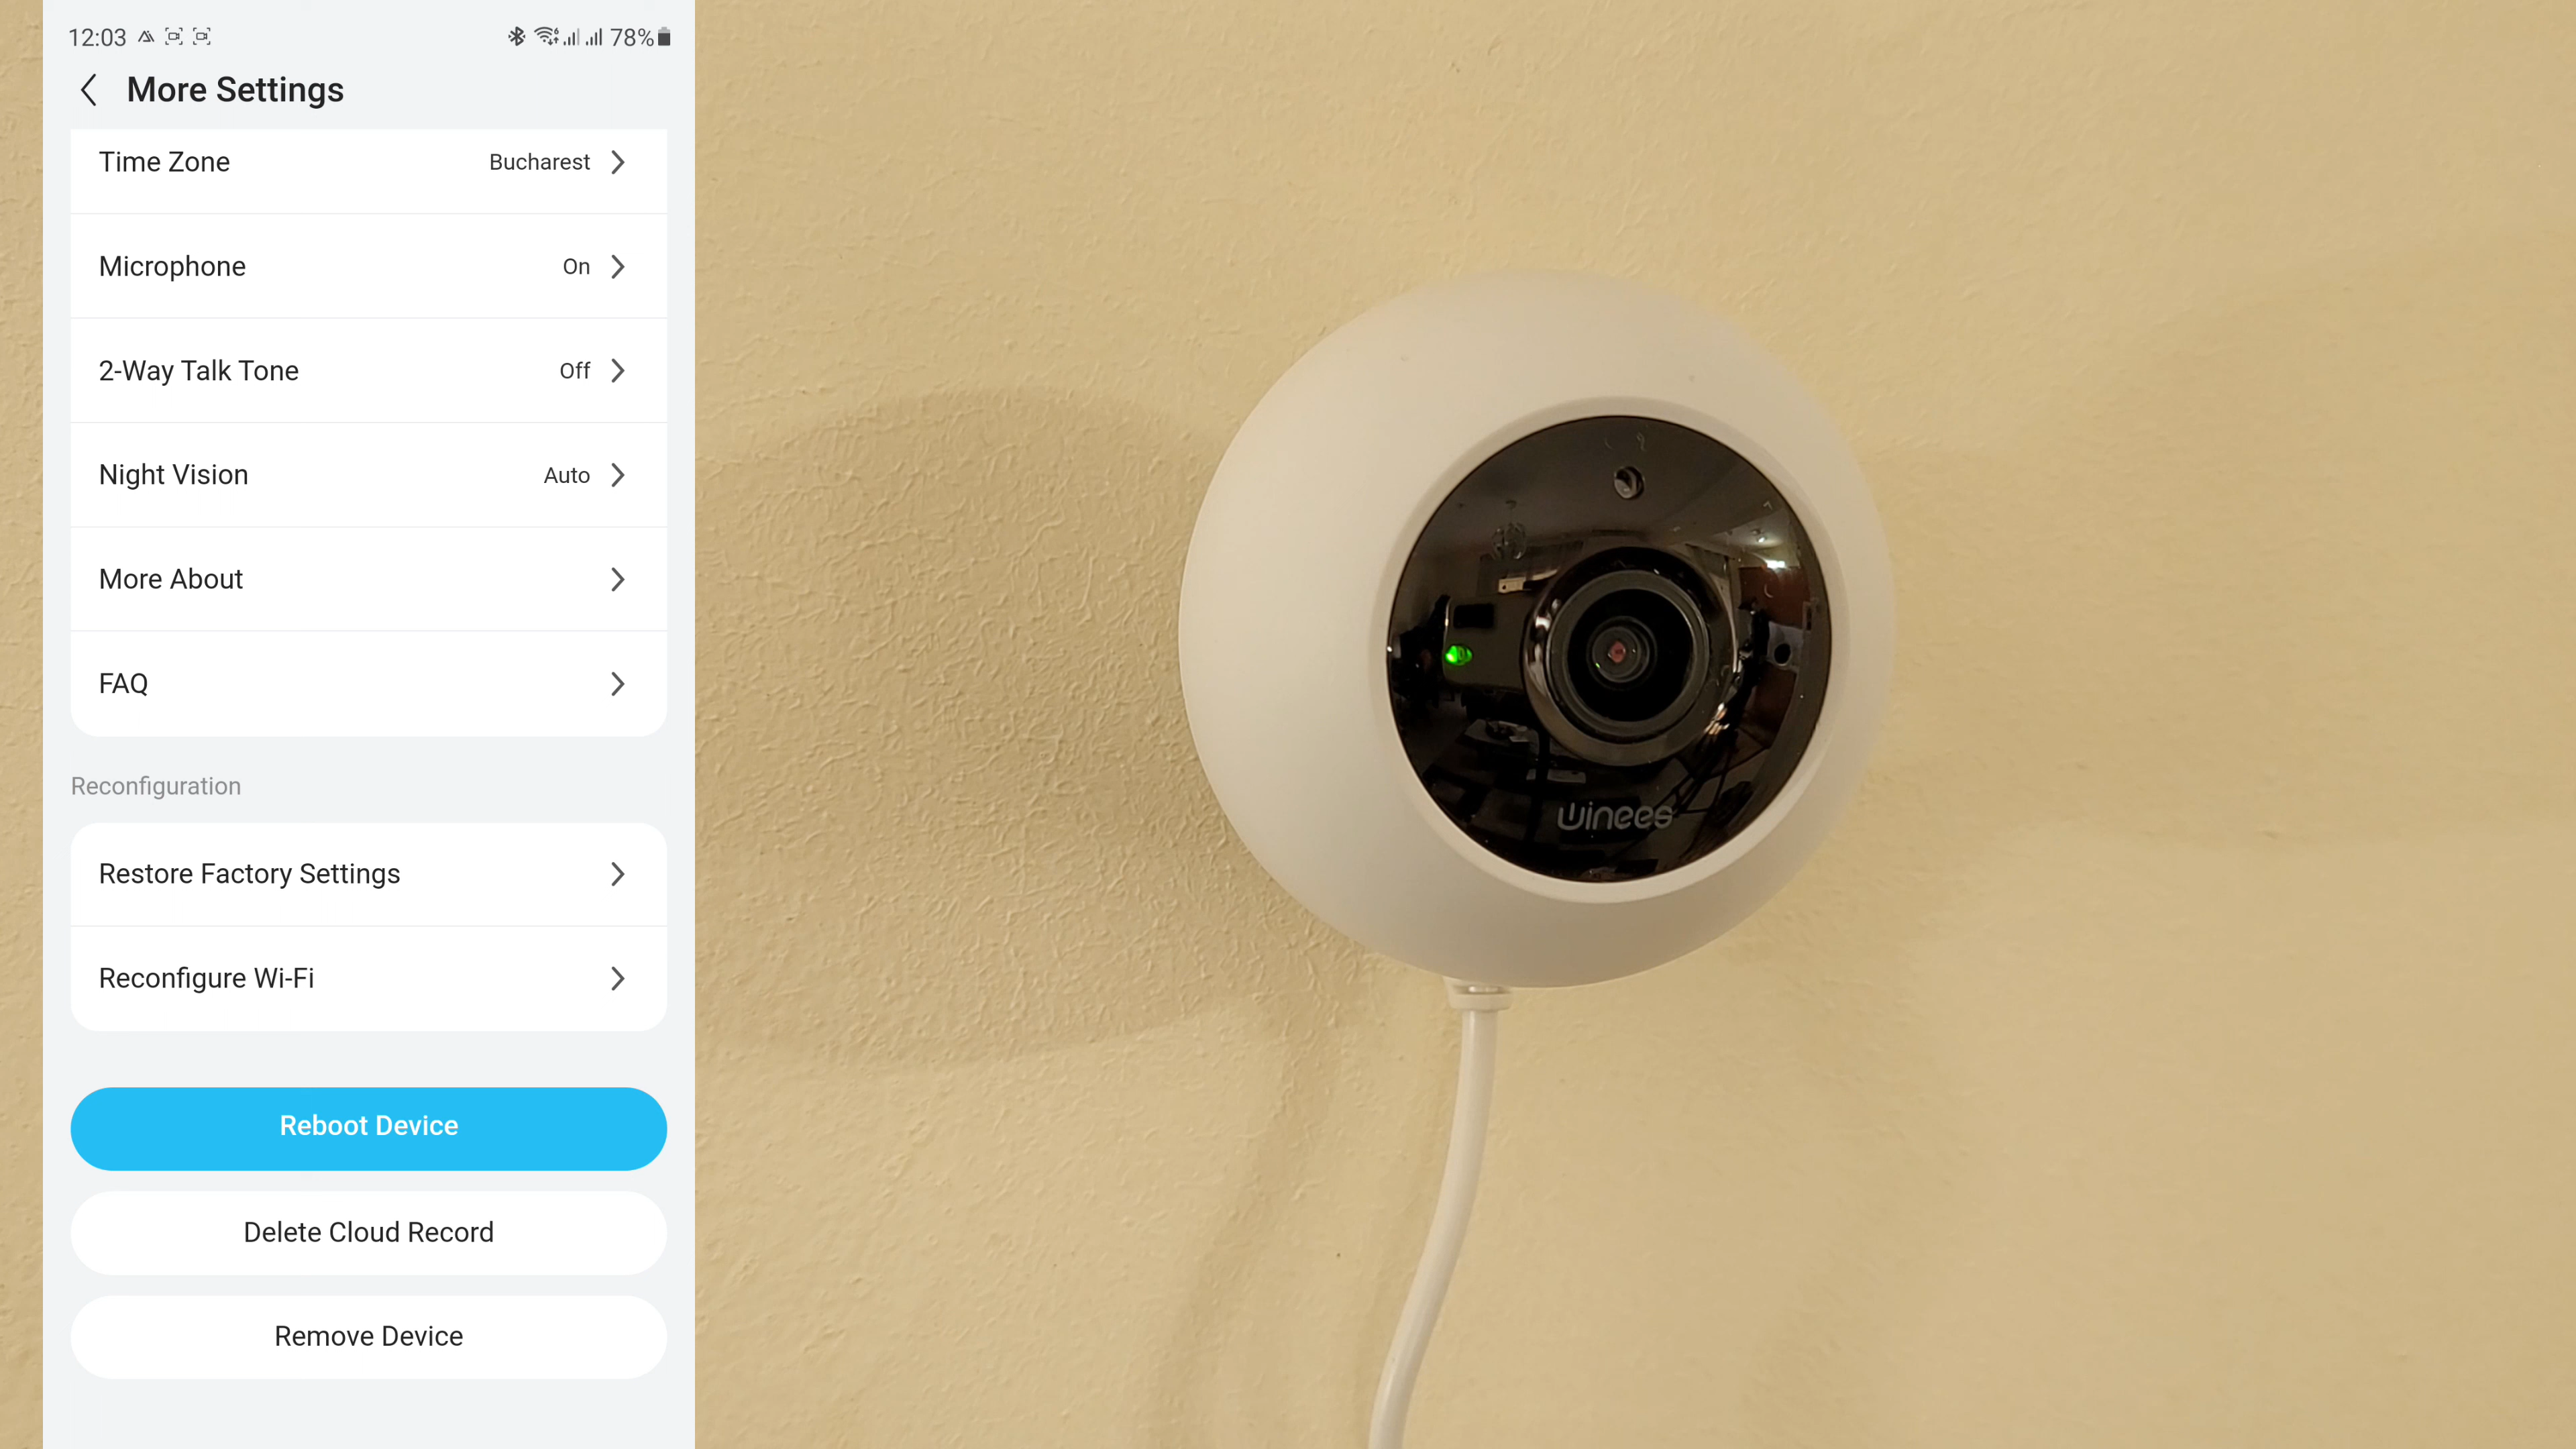 12:03 78%
More Settings
Time Zone Bucharest
Microphone On
2-Way Talk Tone Off
Night Vision Auto
More About
FAQ
Reconfiguration
Restore Factory Settings
Reconfigure Wi-Fi
Reboot Device
Delete Cloud Record
Remove Device
winees